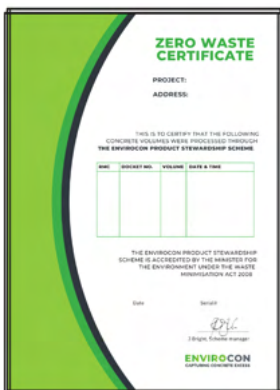 ZERO WASTE
CERTIFICATE
PROJECT:
ADDRESS:
THIS IS TO CERTIFY THAT THE FOLLOWING
CONCRETE VOLUMES WERE PROCESSED THROUGH
THE ENVIROCON PRODUCT STEWARDSHIP SCHEME
RMC DOCKET NO. VOLUME DATE & TIME
THE ENVIROCON PRODUCT STEWARDSHIP
SCHEME IS ACCREDITED BY THE MINISTER FOR
THE ENVIRONMENT UNDER THE WASTE
MINIMISATION ACT 2008
Date Serial#
J Bright, Scheme manager
ENVIROCON
CAPTURING CONCRETE EXCESS